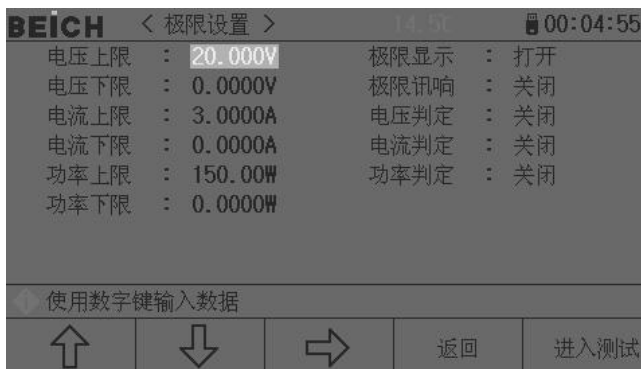 BEICH < 极限设置 > 14.5C 00:04:55
电压上限 : 20.000V 极限显示 : 打开
电压下限 : 0.0000V 极限讯响 : 关闭
电流上限 : 3.0000A 电压判定 : 关闭
电流下限 : 0.0000A 电流判定 : 关闭
功率上限 : 150.00W 功率判定 : 关闭
功率下限 : 0.0000W
使用数字键输入数据
返回 进入测试